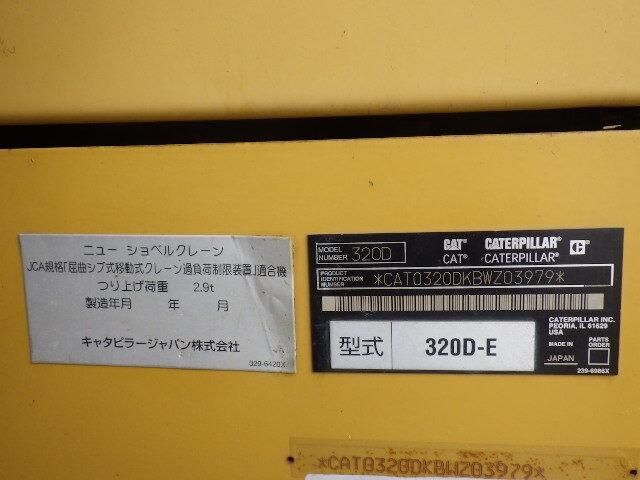 ニュー ショベルクレーン
JCA規格「屈曲ジブ式移動式クレーン過負荷制限装置」適合機
つり上げ荷重 2.9t
製造年月 年 月
キャタピラージャパン株式会社
329-6420X
MODEL NUMBER 320D
CAT CATERPILLAR C
CAT® CATERPILLAR®
PRODUCT IDENTIFICATION NUMBER *CAT0320DKBWZ03979*
型式 320D-E
CATERPILLAR INC.
PEORIA, IL 61629
USA
MADE IN JAPAN
PARTS ORDER
239-6986X
*CAT0320DKBWZ03979*